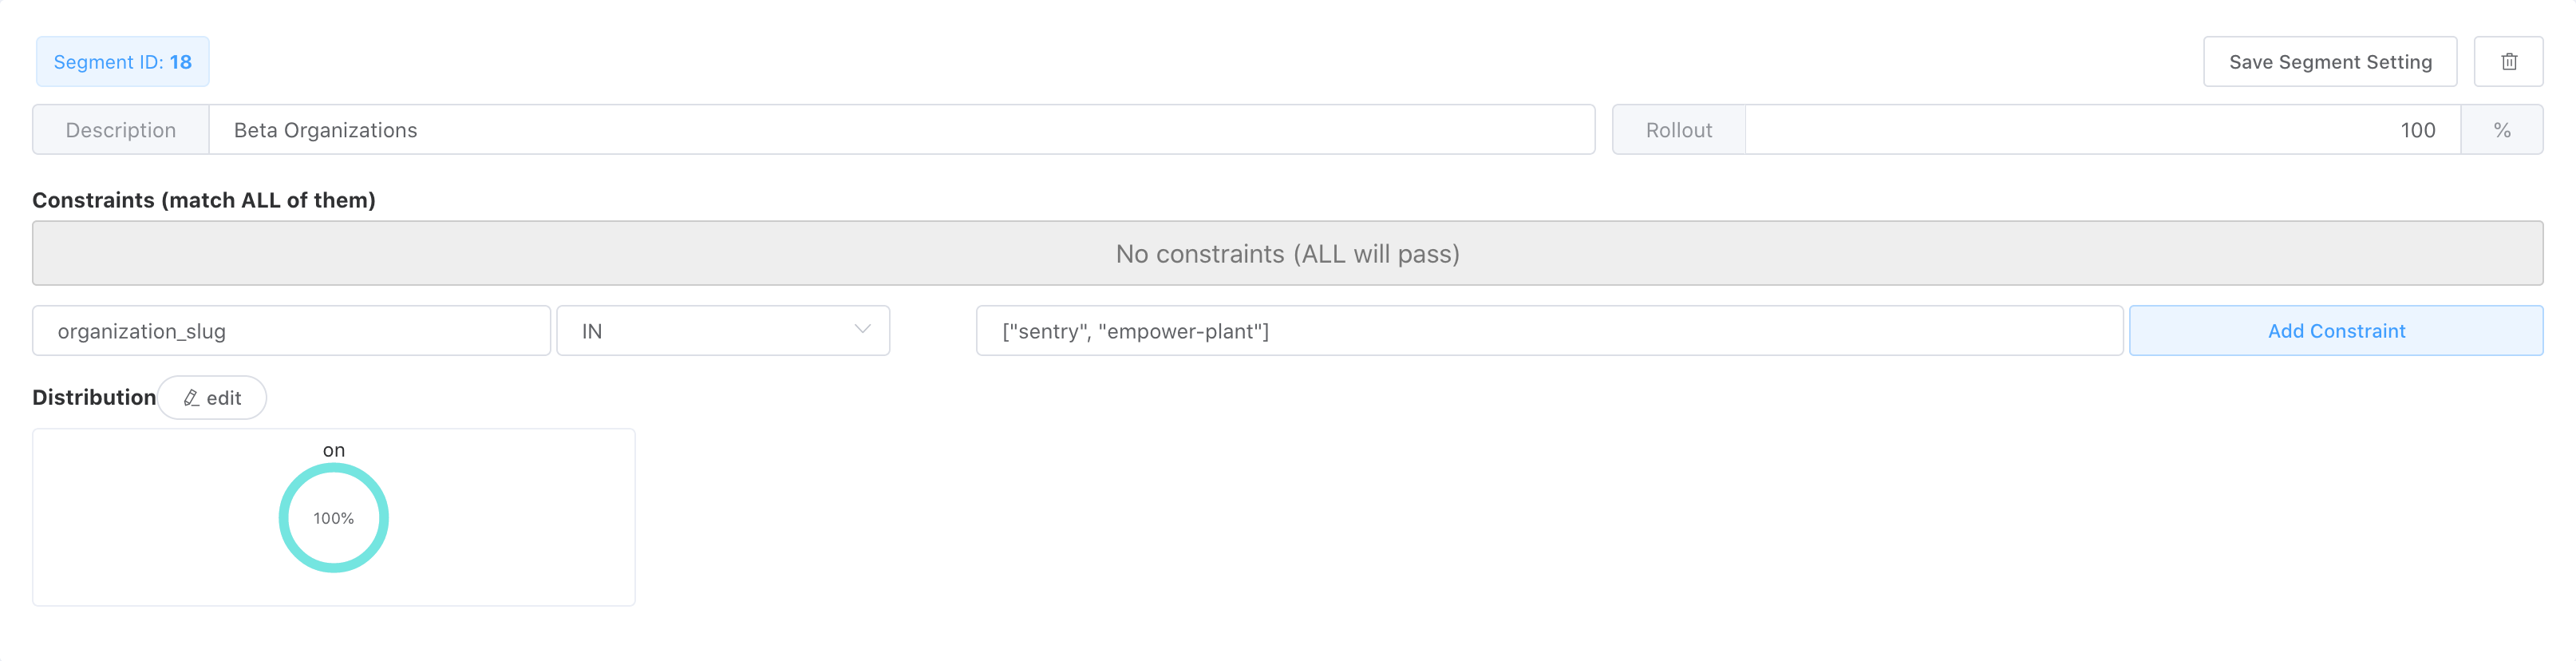 Segment ID: 18
Save Segment Setting
Description
Beta Organizations
Rollout
100
%
Constraints (match ALL of them)
No constraints (ALL will pass)
organization_slug
IN
["sentry", "empower-plant"]
Add Constraint
Distribution
edit
on
100%